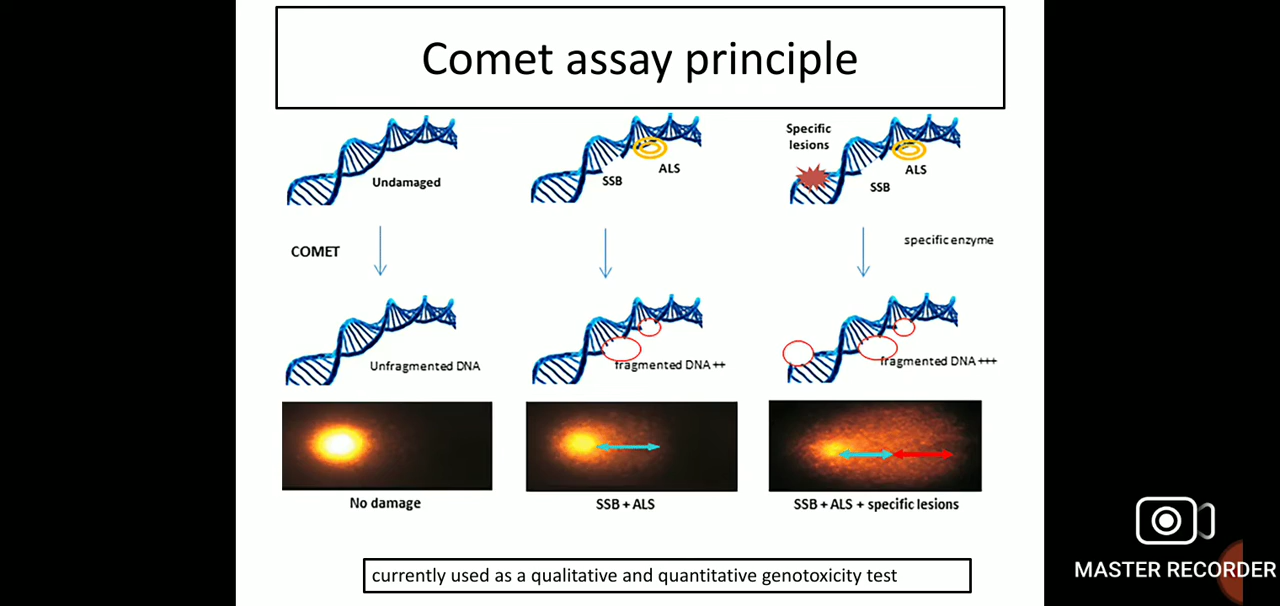 Comet assay principle
Specific
lesions
Undamaged
SSB
ALS
SSB
ALS
COMET
specific enzyme
Unfragmented DNA
fragmented DNA ++
fragmented DNA +++
No damage
SSB + ALS
SSB + ALS + specific lesions
currently used as a qualitative and quantitative genotoxicity test
MASTER RECORDER